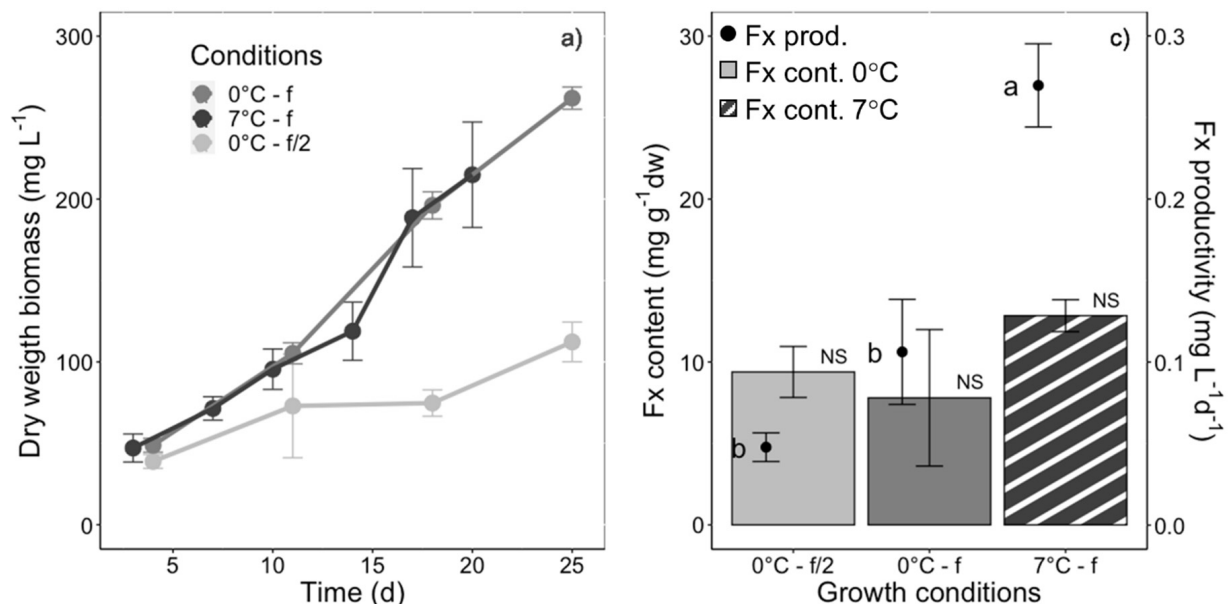 a)
Conditions
0°C - f
7°C - f
0°C - f/2
300
200
100
0
Dry weigth biomass (mg L⁻¹)
5 10 15 20 25
Time (d)
c)
Fx prod.
Fx cont. 0°C
Fx cont. 7°C
30
20
10
0
Fx content (mg g⁻¹dw)
0.3
0.2
0.1
0.0
Fx productivity (mg L⁻¹d⁻¹)
a
b
b
NS
NS
NS
0°C - f/2 0°C - f 7°C - f
Growth conditions